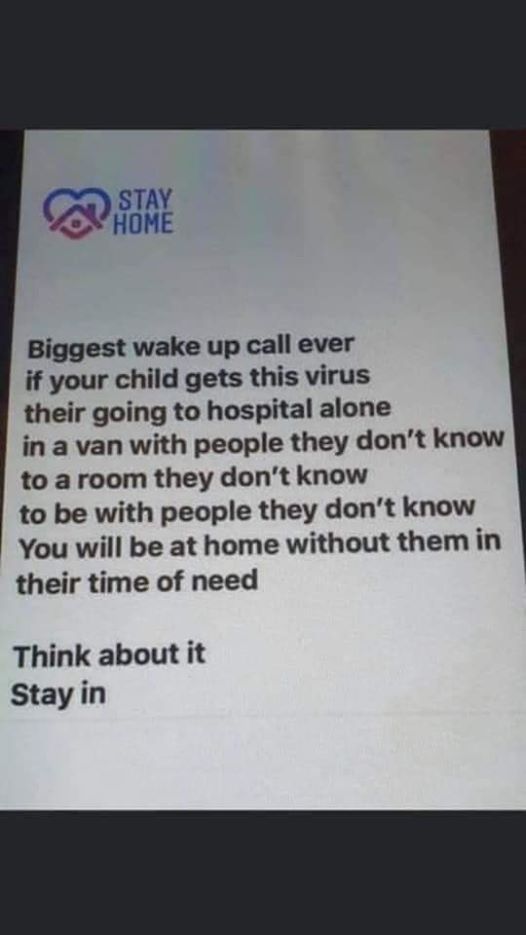 STAY
HOME
Biggest wake up call ever
if your child gets this virus
their going to hospital alone
in a van with people they don't know
to a room they don't know
to be with people they don't know
You will be at home without them in
their time of need
Think about it
Stay in